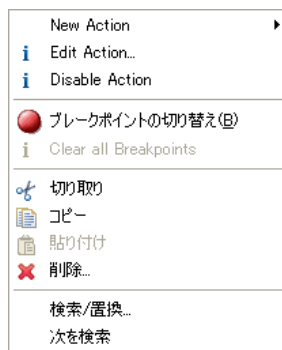 New Action
Edit Action...
Disable Action
ブレークポイントの切り替え(B)
Clear all Breakpoints
切り取り
コピー
貼り付け
削除...
検索/置換...
次を検索